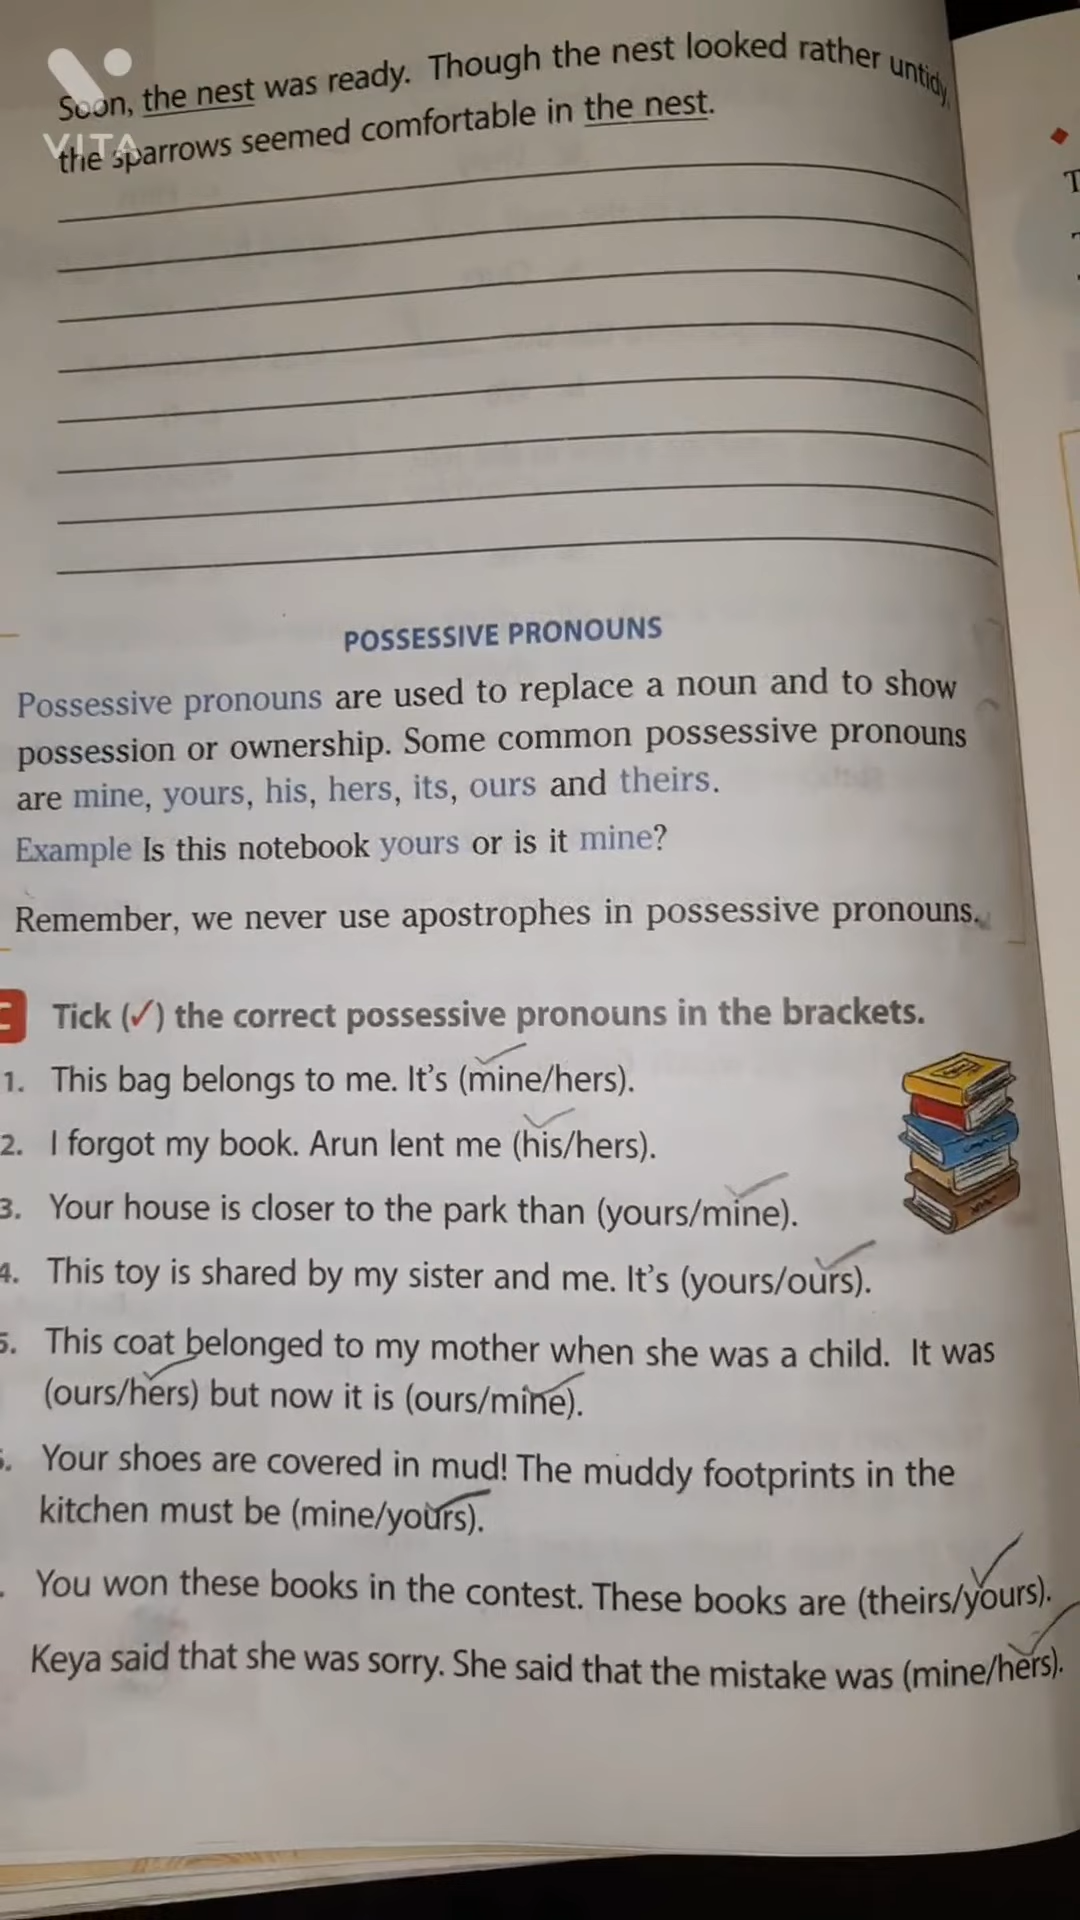 Soon, the nest was ready. Though the nest looked rather untidy,
the sparrows seemed comfortable in the nest.
VITA
POSSESSIVE PRONOUNS
Possessive pronouns are used to replace a noun and to show
possession or ownership. Some common possessive pronouns
are mine, yours, his, hers, its, ours and theirs.
Example Is this notebook yours or is it mine?
Remember, we never use apostrophes in possessive pronouns.
C Tick (✓) the correct possessive pronouns in the brackets.
1. This bag belongs to me. It's (mine/hers).
2. I forgot my book. Arun lent me (his/hers).
3. Your house is closer to the park than (yours/mine).
4. This toy is shared by my sister and me. It's (yours/ours).
5. This coat belonged to my mother when she was a child. It was
(ours/hers) but now it is (ours/mine).
Your shoes are covered in mud! The muddy footprints in the
kitchen must be (mine/yours).
You won these books in the contest. These books are (theirs/yours).
Keya said that she was sorry. She said that the mistake was (mine/hers).